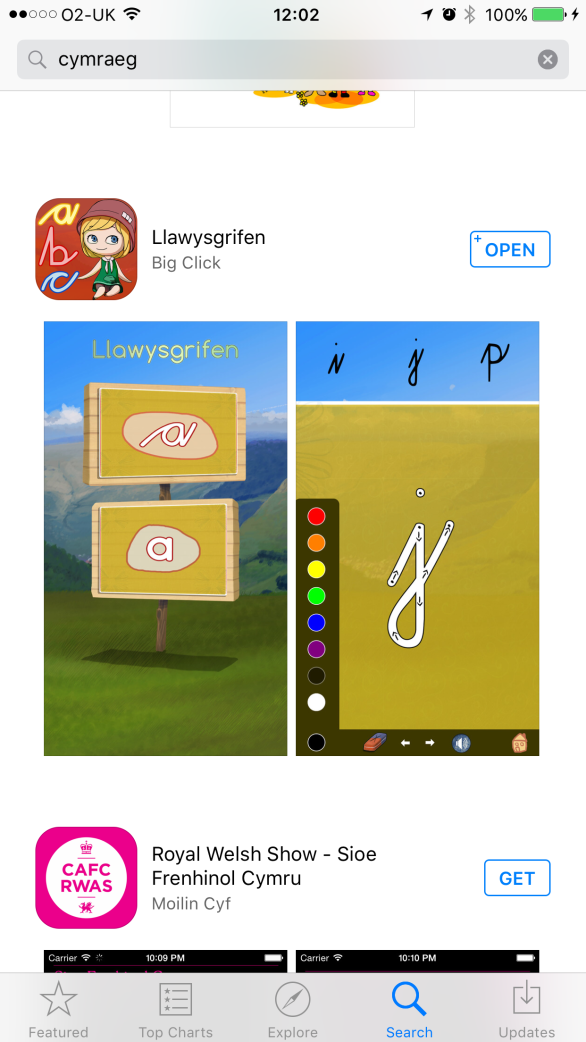 O2-UK 12:02 100%
cymraeg
a
b
c
Llawysgrifen
Big Click
+ OPEN
Llawysgrifen
a
a
i j p
j
CAFC
RWAS
Royal Welsh Show - Sioe
Frenhinol Cymru
Moilin Cyf
GET
Carrier 10:09 PM
Carrier 10:10 PM
Featured Top Charts Explore Search Updates